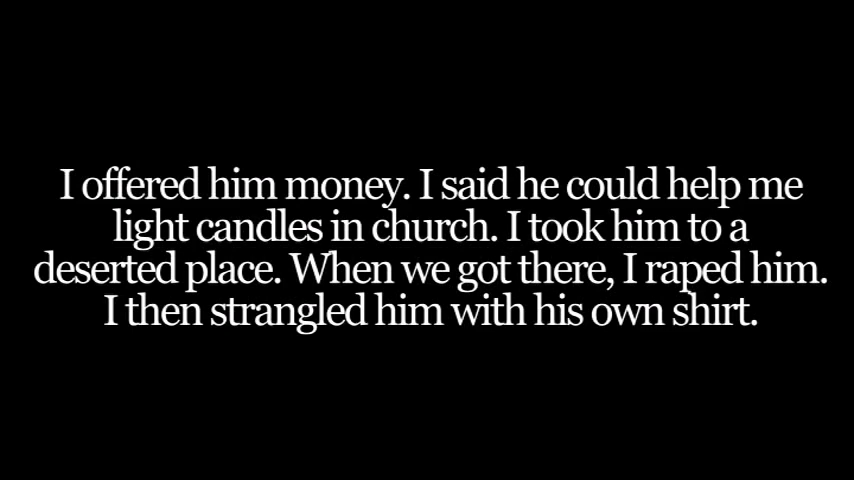 I offered him money. I said he could help me
light candles in church. I took him to a
deserted place. When we got there, I raped him.
I then strangled him with his own shirt.